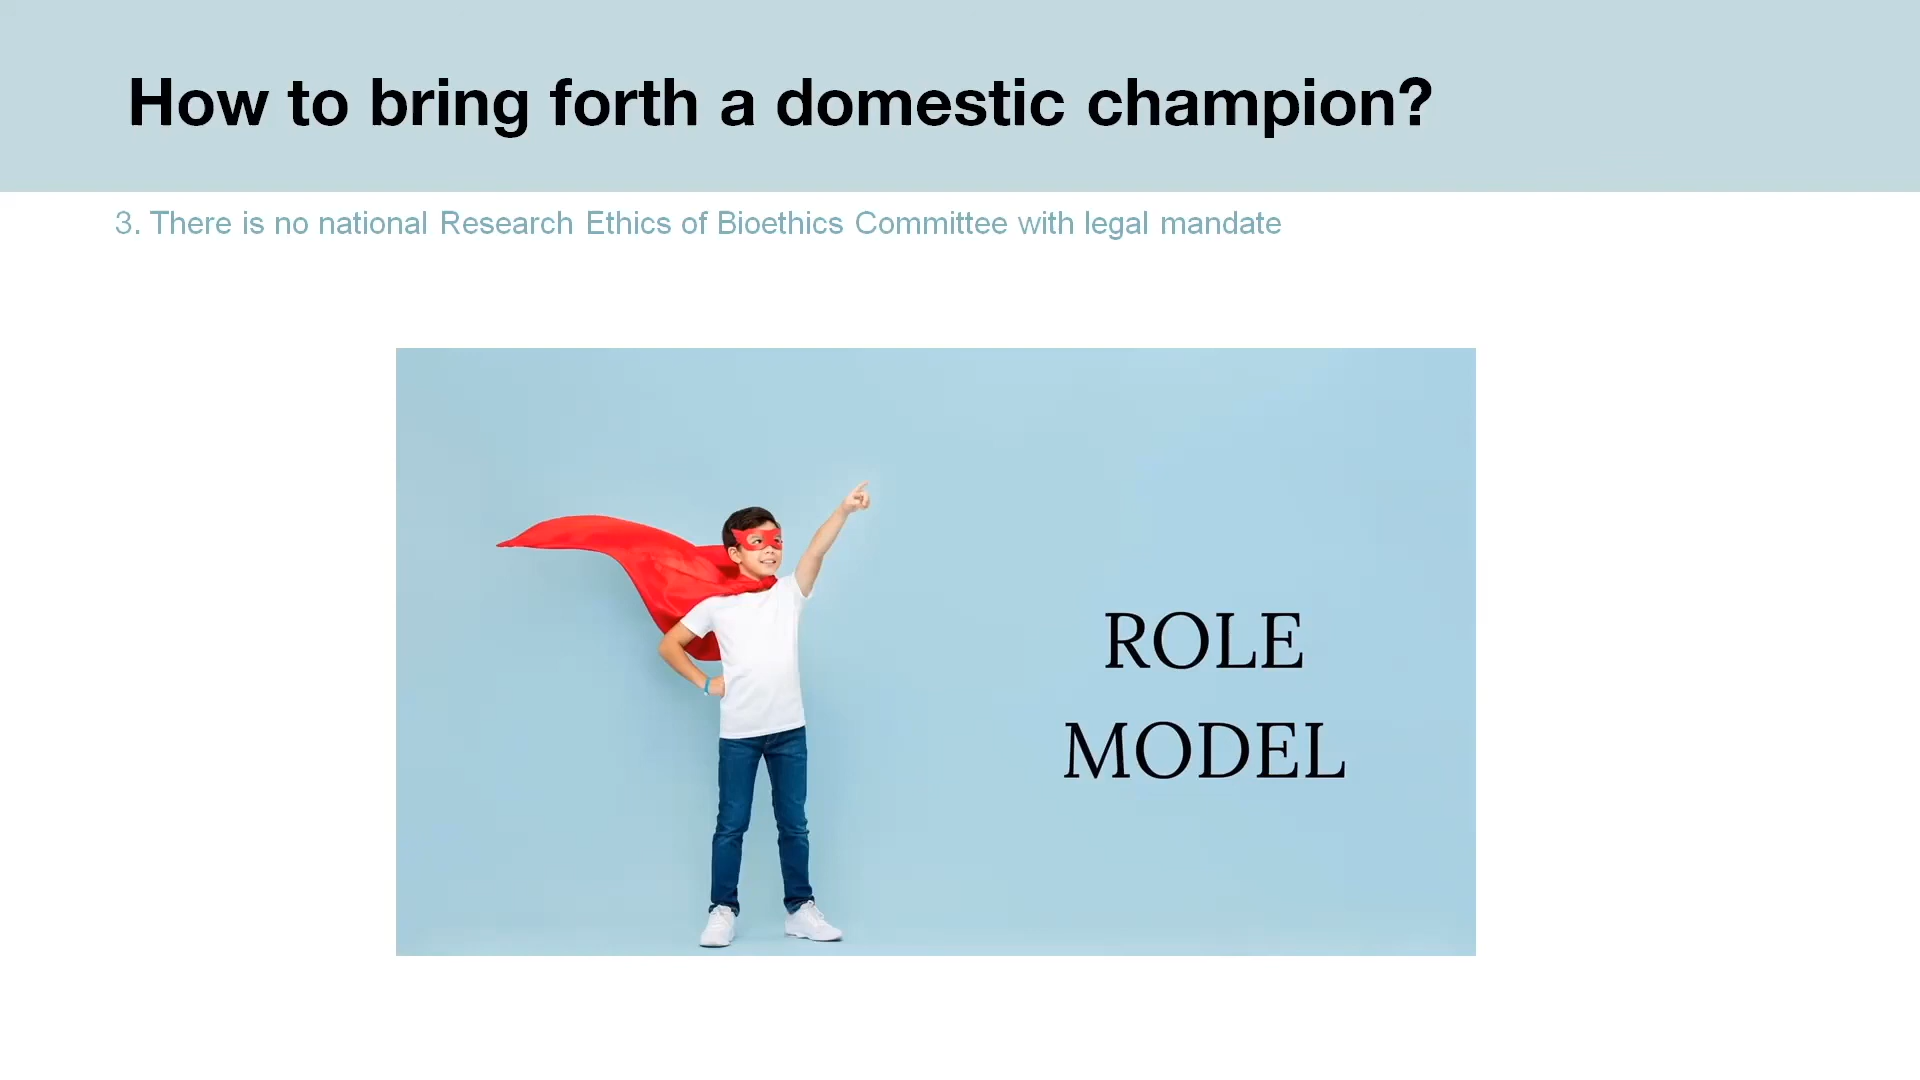 How to bring forth a domestic champion?
3. There is no national Research Ethics of Bioethics Committee with legal mandate
ROLE
MODEL